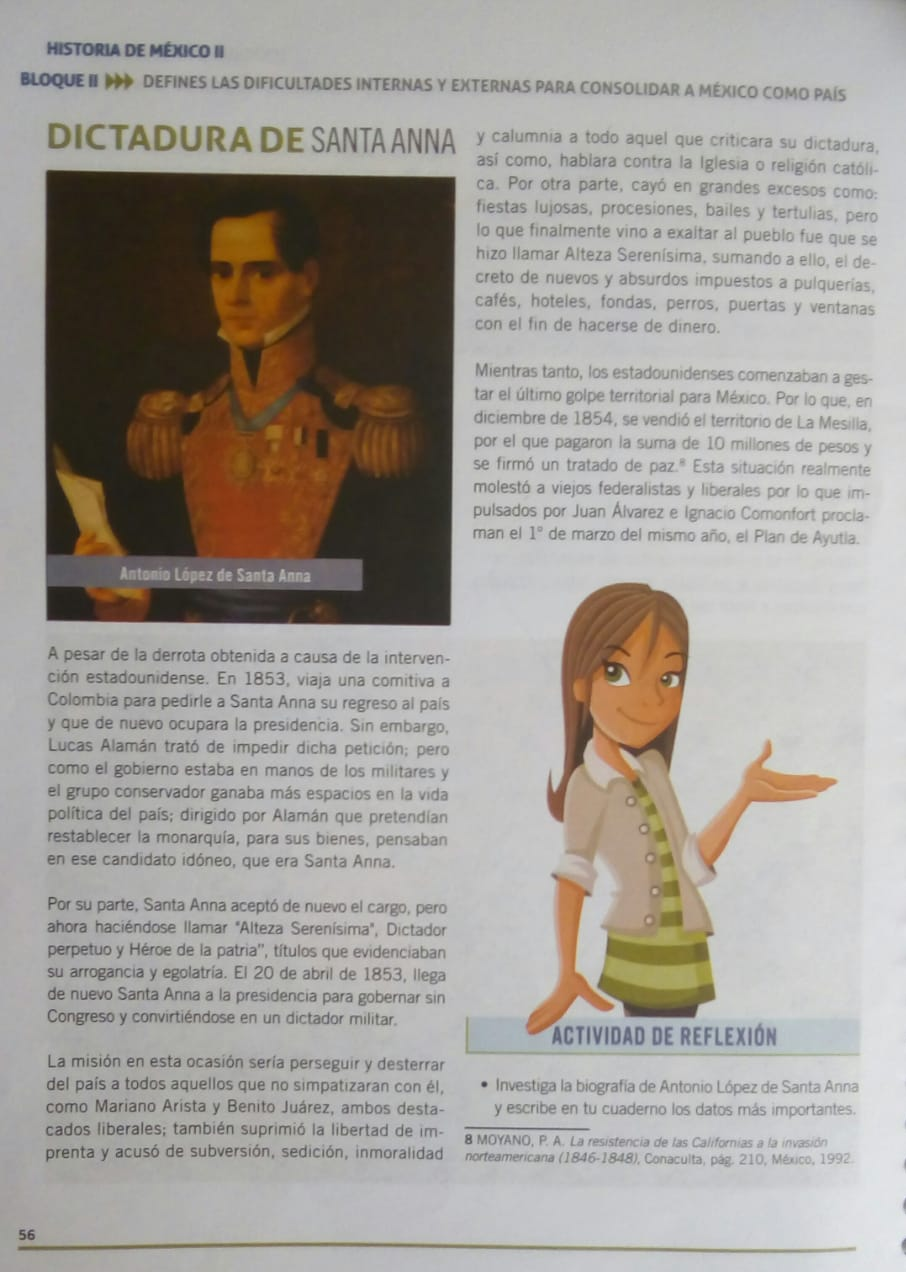 HISTORIA DE MÉXICO II
BLOQUE II DEFINES LAS DIFICULTADES INTERNAS Y EXTERNAS PARA CONSOLIDAR A MÉXICO COMO PAÍS
DICTADURA DE SANTA ANNA
Antonio López de Santa Anna
A pesar de la derrota obtenida a causa de la interven-
ción estadounidense. En 1853, viaja una comitiva a
Colombia para pedirle a Santa Anna su regreso al país
y que de nuevo ocupara la presidencia. Sin embargo,
Lucas Alamán trató de impedir dicha petición; pero
como el gobierno estaba en manos de los militares y
el grupo conservador ganaba más espacios en la vida
política del país; dirigido por Alamán que pretendían
restablecer la monarquía, para sus bienes, pensaban
en ese candidato idóneo, que era Santa Anna.
Por su parte, Santa Anna aceptó de nuevo el cargo, pero
ahora haciéndose llamar "Alteza Serenísima", Dictador
perpetuo y Héroe de la patria", títulos que evidenciaban
su arrogancia y egolatría. El 20 de abril de 1853, llega
de nuevo Santa Anna a la presidencia para gobernar sin
Congreso y convirtiéndose en un dictador militar.
La misión en esta ocasión sería perseguir y desterrar
del país a todos aquellos que no simpatizaran con él,
como Mariano Arista y Benito Juárez, ambos desta-
cados liberales; también suprimió la libertad de im-
prenta y acusó de subversión, sedición, inmoralidad
y calumnia a todo aquel que criticara su dictadura,
así como, hablara contra la Iglesia o religión católi-
ca. Por otra parte, cayó en grandes excesos como:
fiestas lujosas, procesiones, bailes y tertulias, pero
lo que finalmente vino a exaltar al pueblo fue que se
hizo llamar Alteza Serenísima, sumando a ello, el de-
creto de nuevos y absurdos impuestos a pulquerías,
cafés, hoteles, fondas, perros, puertas y ventanas
con el fin de hacerse de dinero.
Mientras tanto, los estadounidenses comenzaban a ges-
tar el último golpe territorial para México. Por lo que, en
diciembre de 1854, se vendió el territorio de La Mesilla,
por el que pagaron la suma de 10 millones de pesos y
se firmó un tratado de paz.⁸ Esta situación realmente
molestó a viejos federalistas y liberales por lo que im-
pulsados por Juan Álvarez e Ignacio Comonfort procla-
man el 1° de marzo del mismo año, el Plan de Ayutla.
ACTIVIDAD DE REFLEXIÓN
• Investiga la biografía de Antonio López de Santa Anna
y escribe en tu cuaderno los datos más importantes.
8 MOYANO, P. A. La resistencia de las Californias a la invasión
norteamericana (1846-1848), Conaculta, pág. 210, México, 1992.
56